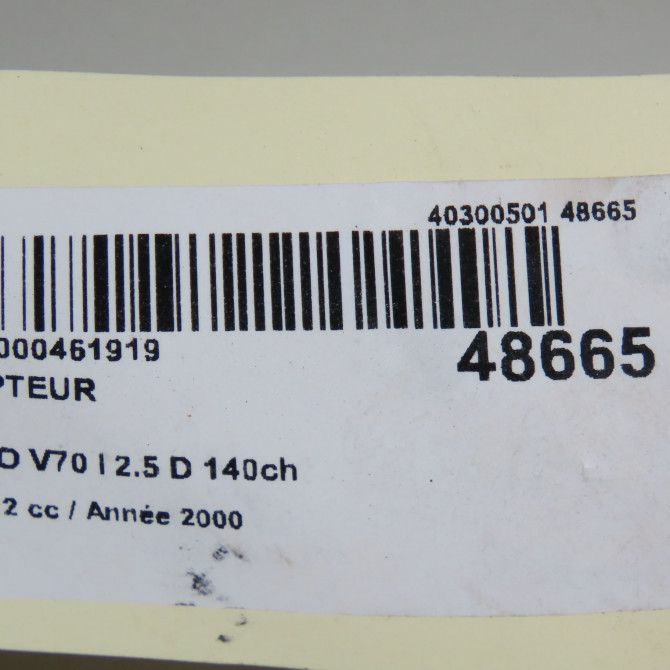 40300501 48665
000461919
48665
PTEUR
O V70 I 2.5 D 140ch
2 cc / Année 2000